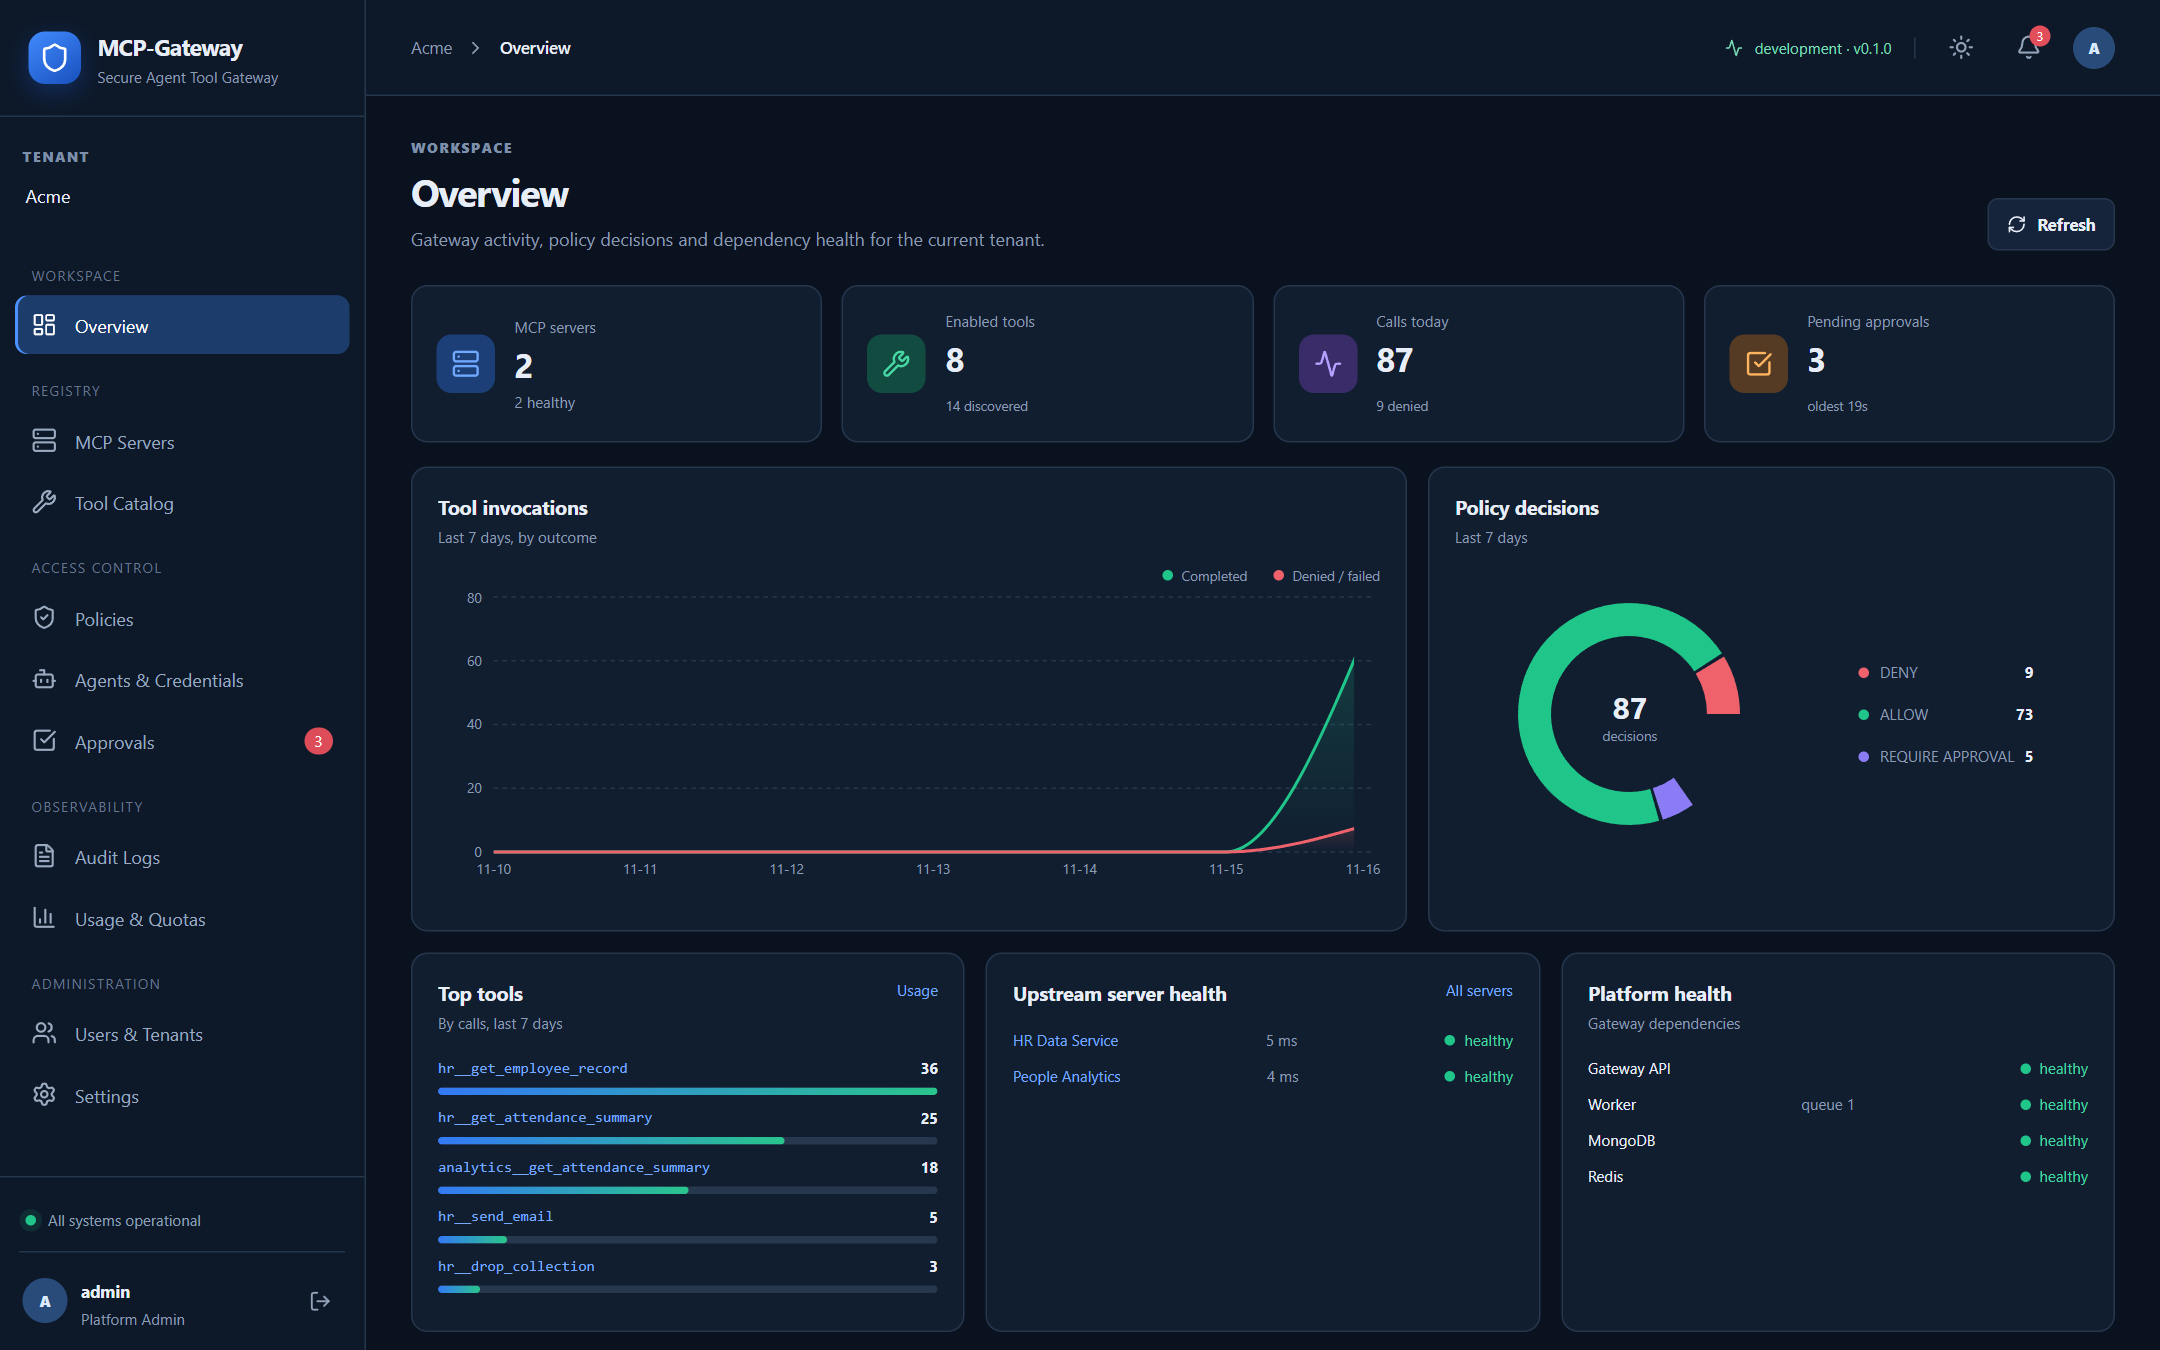 MCP-Gateway
Secure Agent Tool Gateway
TENANT
Acme
WORKSPACE
Overview
REGISTRY
MCP Servers
Tool Catalog
ACCESS CONTROL
Policies
Agents & Credentials
Approvals 3
OBSERVABILITY
Audit Logs
Usage & Quotas
ADMINISTRATION
Users & Tenants
Settings
All systems operational
A
admin
Platform Admin
Acme > Overview
development · v0.1.0
3
A
WORKSPACE
Overview
Gateway activity, policy decisions and dependency health for the current tenant.
Refresh
MCP servers
2
2 healthy
Enabled tools
8
14 discovered
Calls today
87
9 denied
Pending approvals
3
oldest 19s
Tool invocations
Last 7 days, by outcome
Completed Denied / failed
80
60
40
20
0
11-10 11-11 11-12 11-13 11-14 11-15 11-16
Policy decisions
Last 7 days
87
decisions
DENY 9
ALLOW 73
REQUIRE APPROVAL 5
Top tools Usage
By calls, last 7 days
hr__get_employee_record 36
hr__get_attendance_summary 25
analytics__get_attendance_summary 18
hr__send_email 5
hr__drop_collection 3
Upstream server health All servers
HR Data Service 5 ms healthy
People Analytics 4 ms healthy
Platform health
Gateway dependencies
Gateway API healthy
Worker queue 1 healthy
MongoDB healthy
Redis healthy